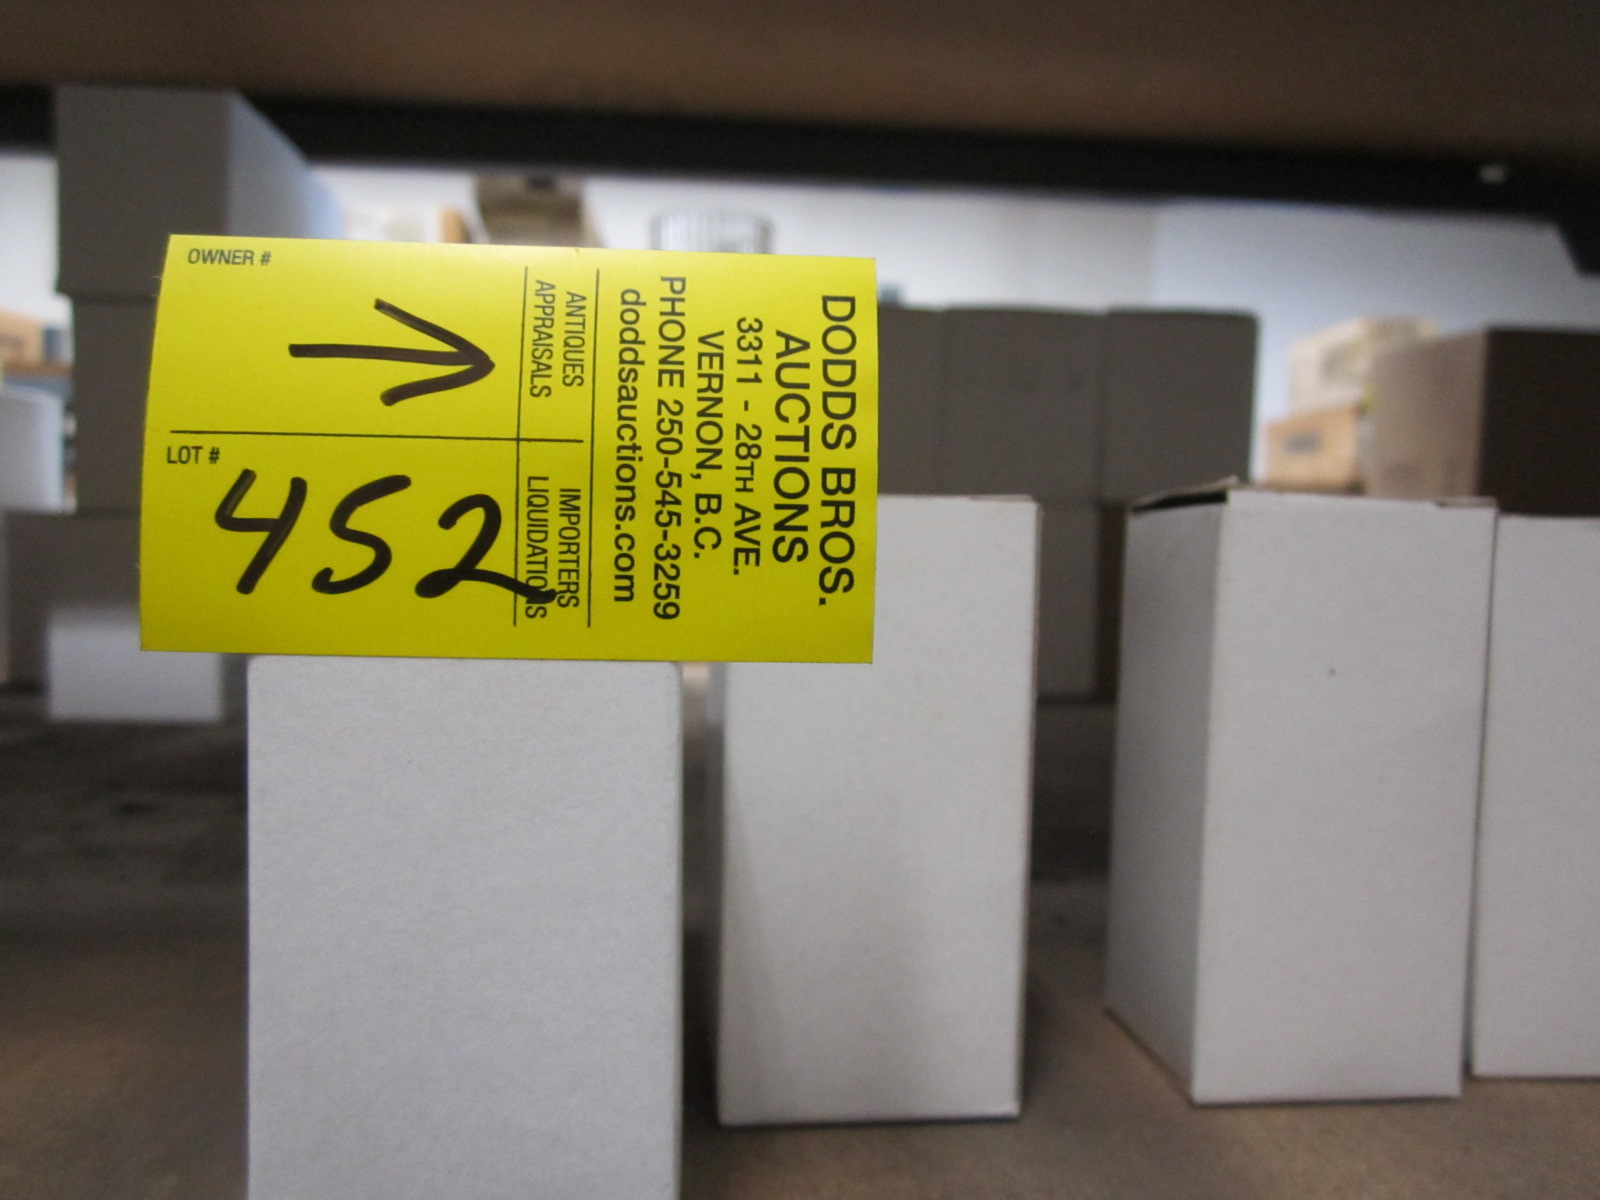 DODDS BROS.
AUCTIONS
3311 - 28TH AVE.
VERNON, B.C.
PHONE 250-545-3259
doddsauctions.com
ANTIQUES
APPRAISALS
IMPORTERS
LIQUIDATIONS
OWNER #
LOT #
452